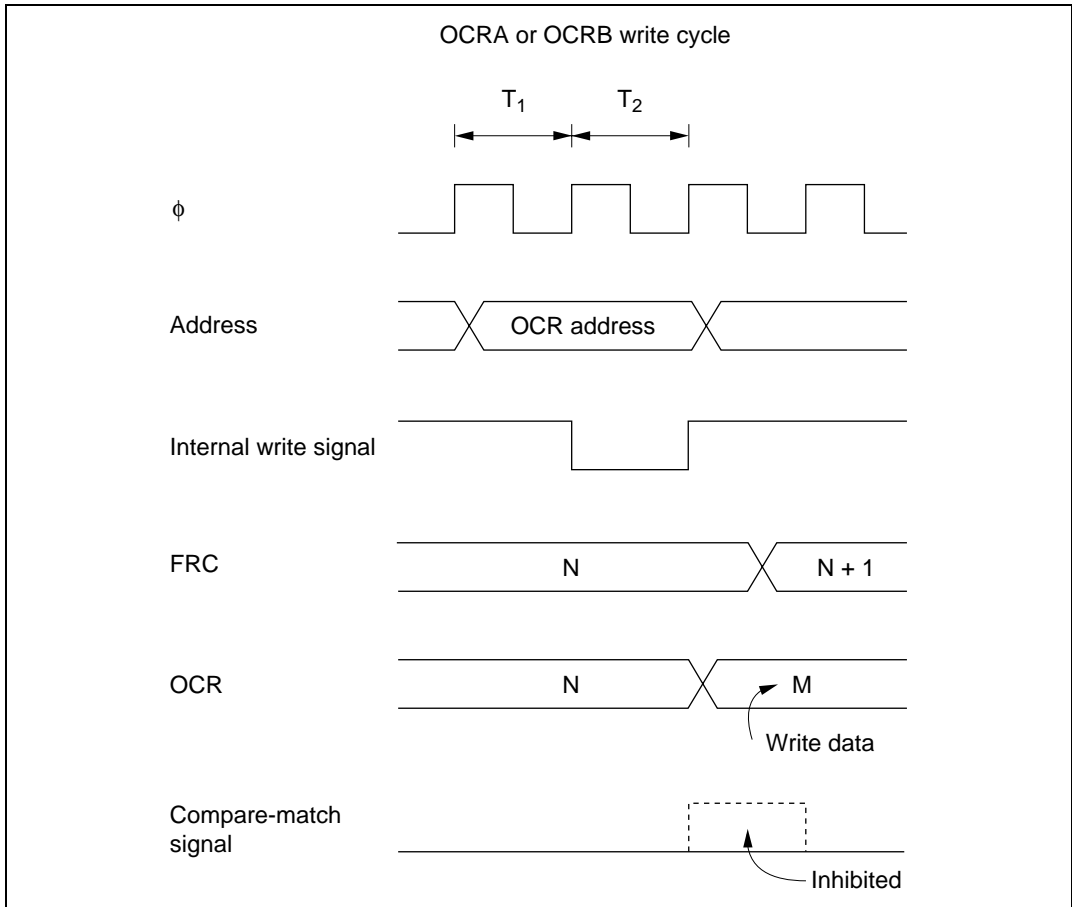 OCRA or OCRB write cycle
T1 T2
ϕ
Address
OCR address
Internal write signal
FRC
N
N + 1
OCR
N
M
Write data
Compare-match
signal
Inhibited